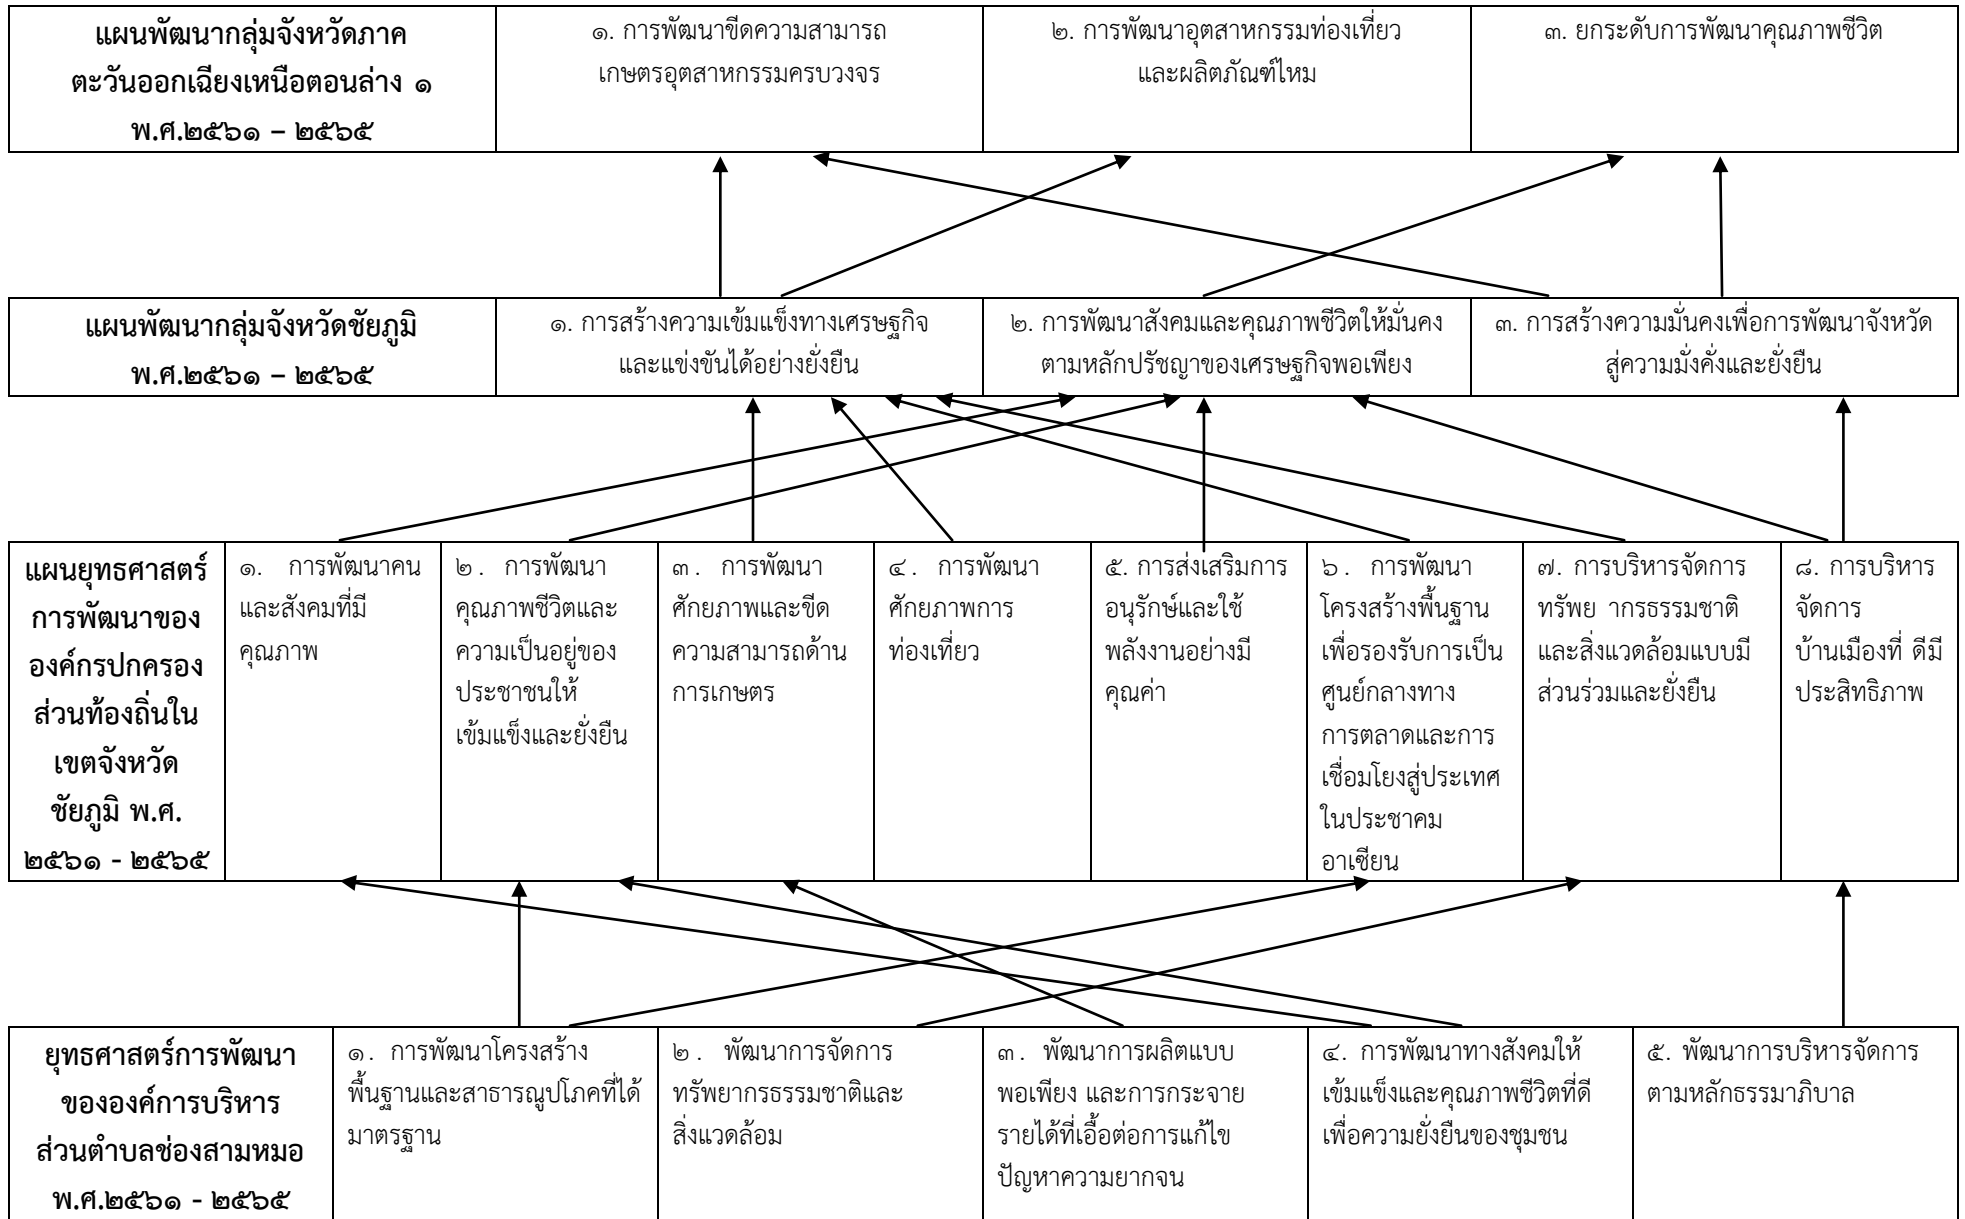 แผนพัฒนากลุ่มจังหวัดภาค
ตะวันออกเฉียงเหนือตอนล่าง ๑
พ.ศ.๒๕๖๑ – ๒๕๖๕
๑. การพัฒนาขีดความสามารถ
เกษตรอุตสาหกรรมครบวงจร
๒. การพัฒนาอุตสาหกรรมท่องเที่ยว
และผลิตภัณฑ์ไหม
๓. ยกระดับการพัฒนาคุณภาพชีวิต
แผนพัฒนากลุ่มจังหวัดชัยภูมิ
พ.ศ.๒๕๖๑ – ๒๕๖๕
๑. การสร้างความเข้มแข็งทางเศรษฐกิจ
และแข่งขันได้อย่างยั่งยืน
๒. การพัฒนาสังคมและคุณภาพชีวิตให้มั่นคง
ตามหลักปรัชญาของเศรษฐกิจพอเพียง
๓. การสร้างความมั่นคงเพื่อการพัฒนาจังหวัด
สู่ความมั่งคั่งและยั่งยืน
แผนยุทธศาสตร์
การพัฒนาของ
องค์กรปกครอง
ส่วนท้องถิ่นใน
เขตจังหวัด
ชัยภูมิ พ.ศ.
๒๕๖๑ - ๒๕๖๕
๑. การพัฒนาคน
และสังคมที่มี
คุณภาพ
๒. การพัฒนา
คุณภาพชีวิตและ
ความเป็นอยู่ของ
ประชาชนให้
เข้มแข็งและยั่งยืน
๓. การพัฒนา
ศักยภาพและขีด
ความสามารถด้าน
การเกษตร
๔. การพัฒนา
ศักยภาพการ
ท่องเที่ยว
๕. การส่งเสริมการ
อนุรักษ์และใช้
พลังงานอย่างมี
คุณค่า
๖. การพัฒนา
โครงสร้างพื้นฐาน
เพื่อรองรับการเป็น
ศูนย์กลางทาง
การตลาดและการ
เชื่อมโยงสู่ประเทศ
ในประชาคม
อาเซียน
๗. การบริหารจัดการ
ทรัพย ากรธรรมชาติ
และสิ่งแวดล้อมแบบมี
ส่วนร่วมและยั่งยืน
๘. การบริหาร
จัดการ
บ้านเมืองที่ ดีมี
ประสิทธิภาพ
ยุทธศาสตร์การพัฒนา
ขององค์การบริหาร
ส่วนตำบลช่องสามหมอ
พ.ศ.๒๕๖๑ - ๒๕๖๕
๑. การพัฒนาโครงสร้าง
พื้นฐานและสาธารณูปโภคที่ได้
มาตรฐาน
๒. พัฒนาการจัดการ
ทรัพยากรธรรมชาติและ
สิ่งแวดล้อม
๓. พัฒนาการผลิตแบบ
พอเพียง และการกระจาย
รายได้ที่เอื้อต่อการแก้ไข
ปัญหาความยากจน
๔. การพัฒนาทางสังคมให้
เข้มแข็งและคุณภาพชีวิตที่ดี
เพื่อความยั่งยืนของชุมชน
๕. พัฒนาการบริหารจัดการ
ตามหลักธรรมาภิบาล